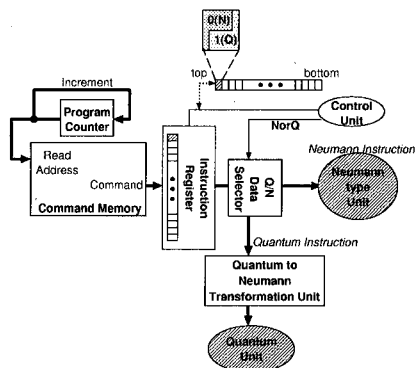 0(N)
1(Q)
top
bottom
Increment
Program
Counter
Control
Unit
NorQ
Read
Address
Command
Command Memory
Instruction
Register
Q/N
Data
Selector
Neumann Instruction
Neumann
type
Unit
Quantum Instruction
Quantum to
Neumann
Transformation Unit
Quantum
Unit